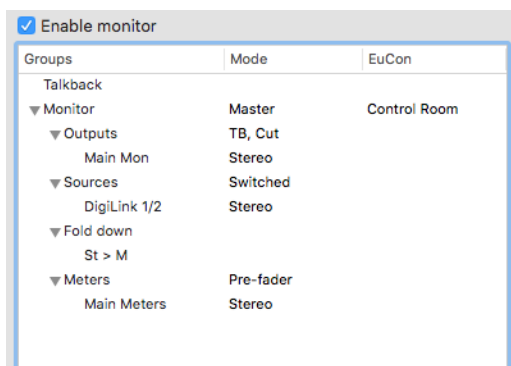 Enable monitor
Groups Mode EuCon
Talkback
Monitor Master Control Room
Outputs TB, Cut
Main Mon Stereo
Sources Switched
DigiLink 1/2 Stereo
Fold down
St > M
Meters Pre-fader
Main Meters Stereo